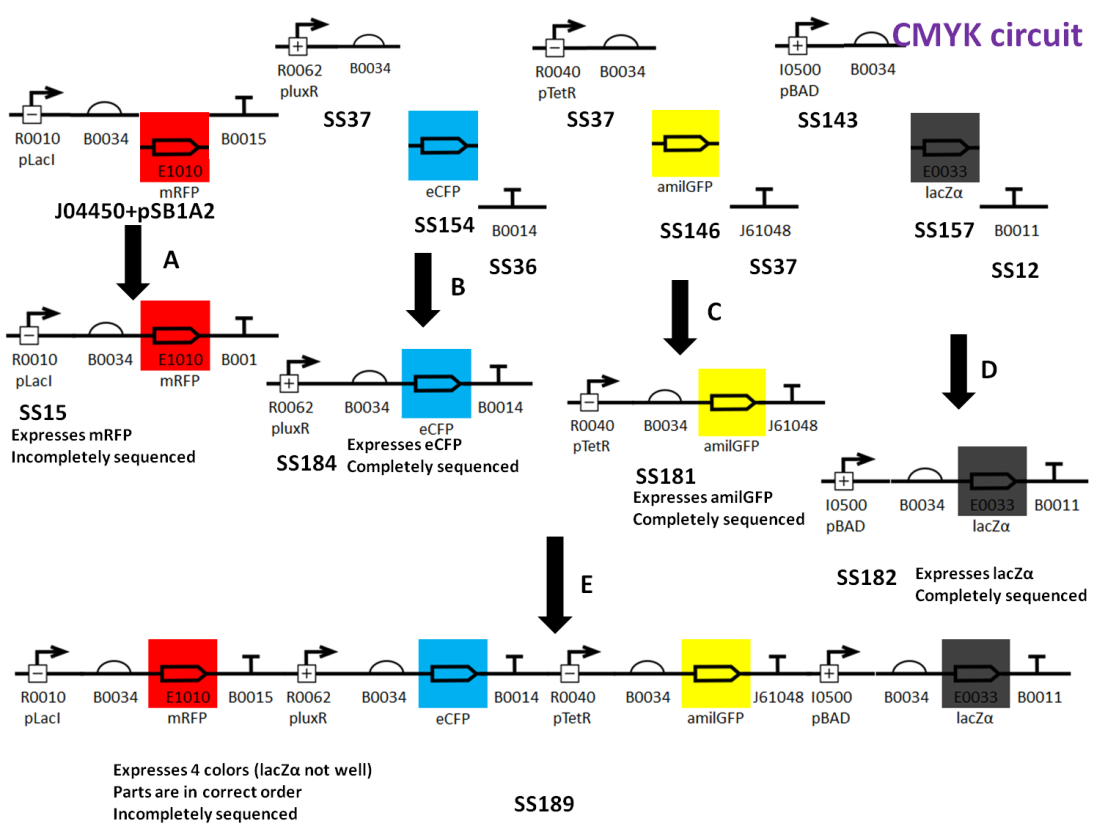 CMYK circuit
R0062
pluxR
B0034
SS37
R0040
pTetR
B0034
SS37
I0500
pBAD
B0034
SS143
R0010
pLacI
B0034
E1010
mRFP
B0015
J04450+pSB1A2
eCFP
SS154
B0014
SS36
amilGFP
SS146
J61048
SS37
E0033
lacZα
SS157
B0011
SS12
A
B
C
D
R0010
pLacI
B0034
E1010
mRFP
B001
SS15
Expresses mRFP
Incompletely sequenced
R0062
pluxR
B0034
eCFP
B0014
SS184
Expresses eCFP
Completely sequenced
R0040
pTetR
B0034
amilGFP
J61048
SS181
Expresses amilGFP
Completely sequenced
I0500
pBAD
B0034
E0033
lacZα
B0011
SS182
Expresses lacZα
Completely sequenced
E
R0010
pLacI
B0034
E1010
mRFP
B0015
R0062
pluxR
B0034
eCFP
B0014
R0040
pTetR
B0034
amilGFP
J61048
I0500
pBAD
B0034
E0033
lacZα
B0011
Expresses 4 colors (lacZα not well)
Parts are in correct order
Incompletely sequenced
SS189